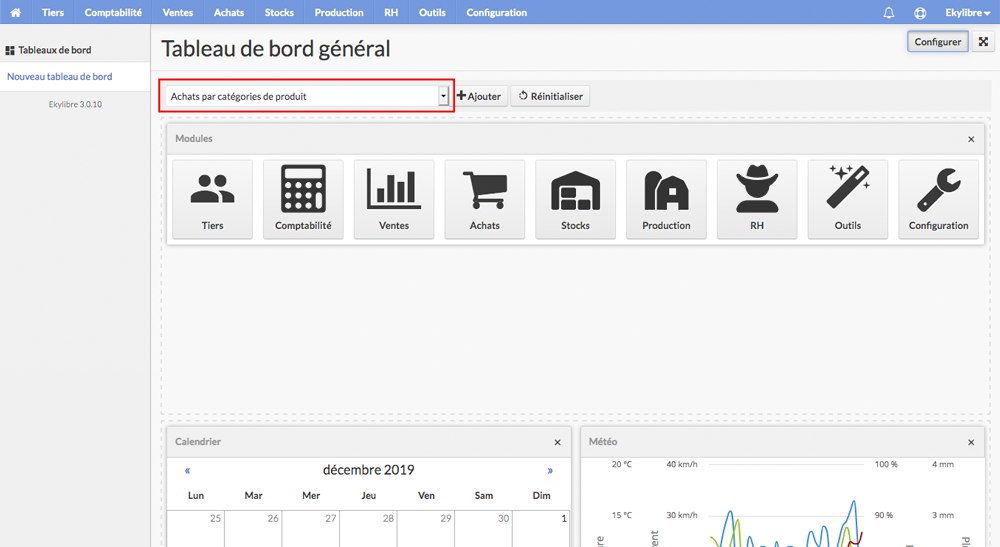 Tiers Comptabilité Ventes Achats Stocks Production RH Outils Configuration Ekylibre
Tableaux de bord
Nouveau tableau de bord
Ekylibre 3.0.10
Tableau de bord général
Configurer
Achats par catégories de produit
Ajouter
Réinitialiser
Modules
Tiers Comptabilité Ventes Achats Stocks Production RH Outils Configuration
Calendrier
« décembre 2019 »
Lun Mar Mer Jeu Ven Sam Dim
25 26 27 28 29 30 1
Météo
20 °C 40 km/h 100 % 4 mm
15 °C 30 km/h 90 % 3 mm